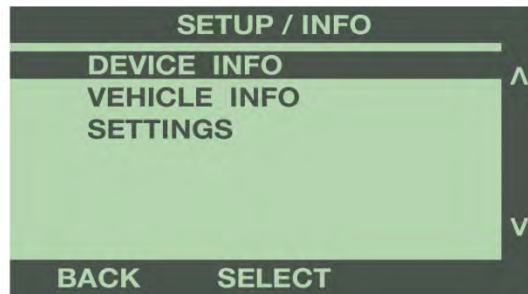 SETUP / INFO
DEVICE INFO
VEHICLE INFO
SETTINGS
BACK SELECT